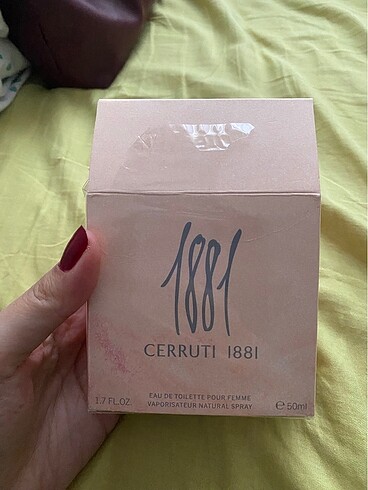 1881
CERRUTI 1881
EAU DE TOILETTE POUR FEMME
1.7 FL.OZ. VAPORISATEUR NATURAL SPRAY ℮ 50ml